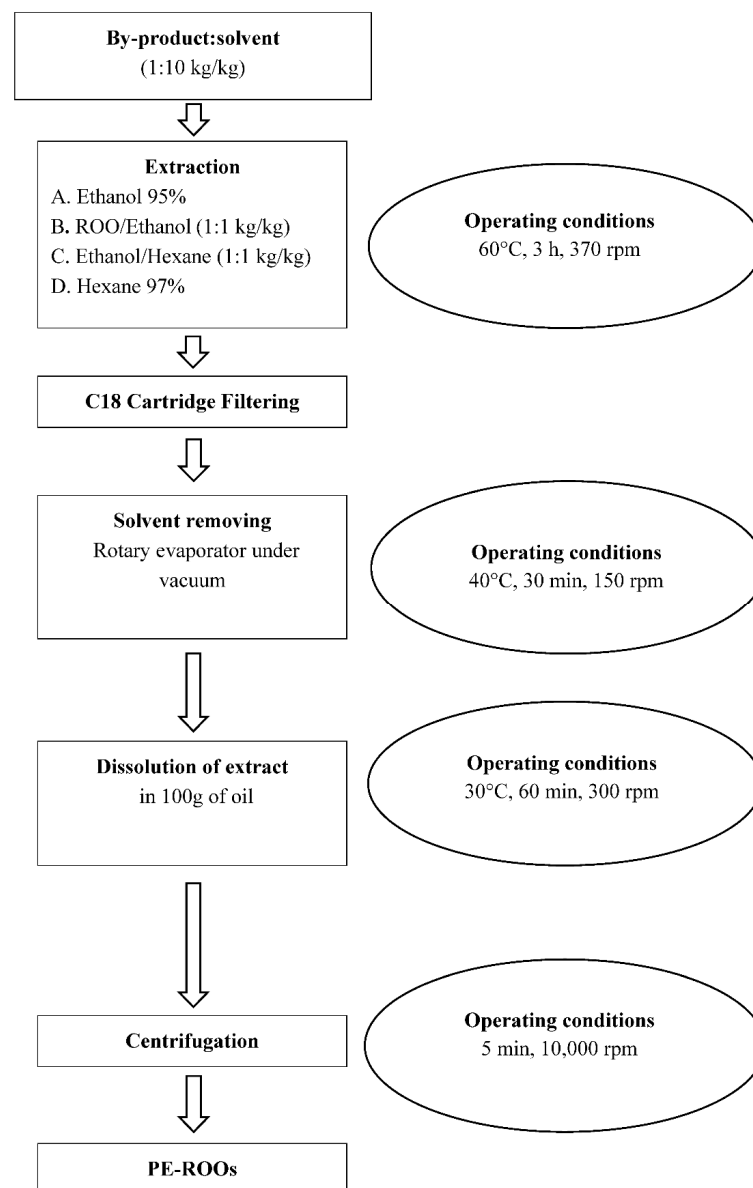 By-product:solvent
(1:10 kg/kg)
Extraction
A. Ethanol 95%
B. ROO/Ethanol (1:1 kg/kg)
C. Ethanol/Hexane (1:1 kg/kg)
D. Hexane 97%
Operating conditions
60°C, 3 h, 370 rpm
C18 Cartridge Filtering
Solvent removing
Rotary evaporator under
vacuum
Operating conditions
40°C, 30 min, 150 rpm
Dissolution of extract
in 100g of oil
Operating conditions
30°C, 60 min, 300 rpm
Centrifugation
Operating conditions
5 min, 10,000 rpm
PE-ROOs